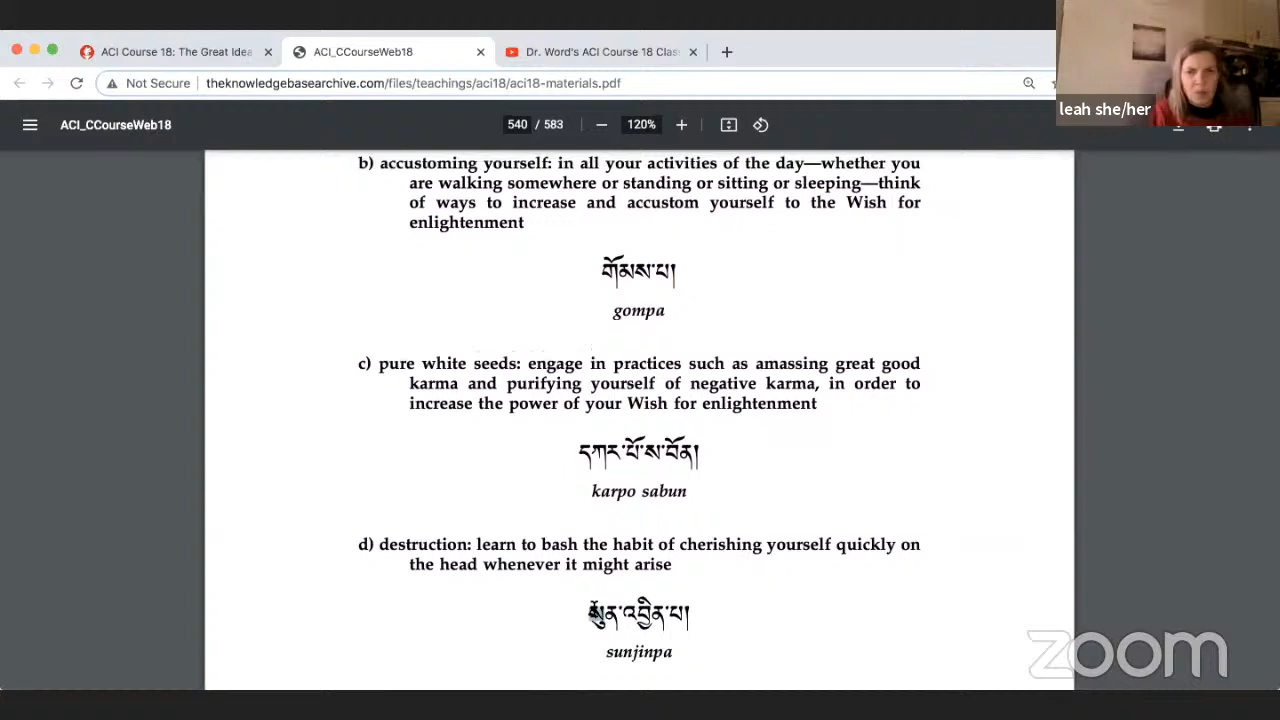 ACI Course 18: The Great Idea
ACI_CCourseWeb18
Dr. Word's ACI Course 18 Clas
Not Secure
theknowledgebasearchive.com/files/teachings/aci18/aci18-materials.pdf
leah she/her
ACI_CCourseWeb18
540 / 583
120%
b) accustoming yourself: in all your activities of the day—whether you
are walking somewhere or standing or sitting or sleeping—think
of ways to increase and accustom yourself to the Wish for
enlightenment
གོམས་པ།
gompa
c) pure white seeds: engage in practices such as amassing great good
karma and purifying yourself of negative karma, in order to
increase the power of your Wish for enlightenment
དཀར་པོ་ས་བོན།
karpo sabun
d) destruction: learn to bash the habit of cherishing yourself quickly on
the head whenever it might arise
འབྱིན་པ།
sunjinpa
zoom